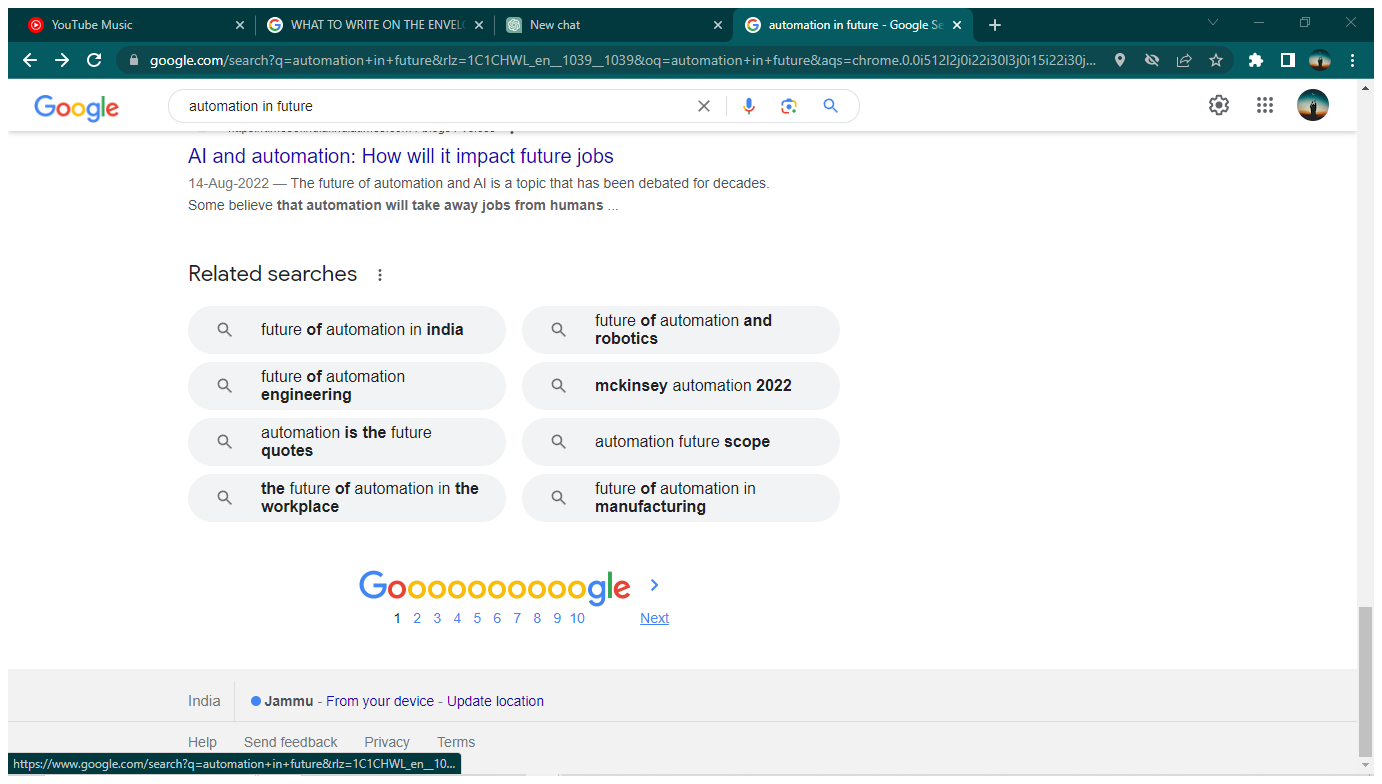 YouTube Music
WHAT TO WRITE ON THE ENVEL
New chat
automation in future - Google Se
google.com/search?q=automation+in+future&rlz=1C1CHWL_en__1039__1039&oq=automation+in+future&aqs=chrome.0.0i512l2j0i22i30l3j0i15i22i30j...
Google
automation in future
AI and automation: How will it impact future jobs
14-Aug-2022 — The future of automation and AI is a topic that has been debated for decades.
Some believe that automation will take away jobs from humans ...
Related searches
future of automation in india
future of automation and
robotics
future of automation
engineering
mckinsey automation 2022
automation is the future
quotes
automation future scope
the future of automation in the
workplace
future of automation in
manufacturing
Goooooooooogle
1 2 3 4 5 6 7 8 9 10 Next
India
Jammu - From your device - Update location
Help Send feedback Privacy Terms
https://www.google.com/search?q=automation+in+future&rlz=1C1CHWL_en__10...